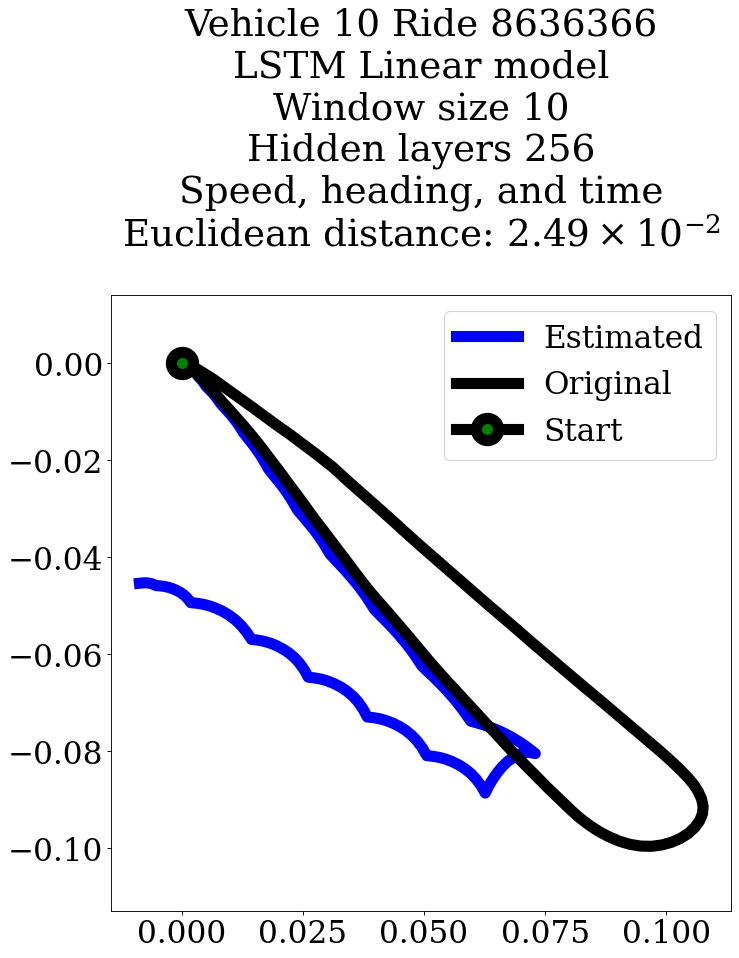 Vehicle 10 Ride 8636366
LSTM Linear model
Window size 10
Hidden layers 256
Speed, heading, and time
Euclidean distance: 2.49 × 10⁻²
Estimated
Original
Start
0.00
−0.02
−0.04
−0.06
−0.08
−0.10
0.000 0.025 0.050 0.075 0.100